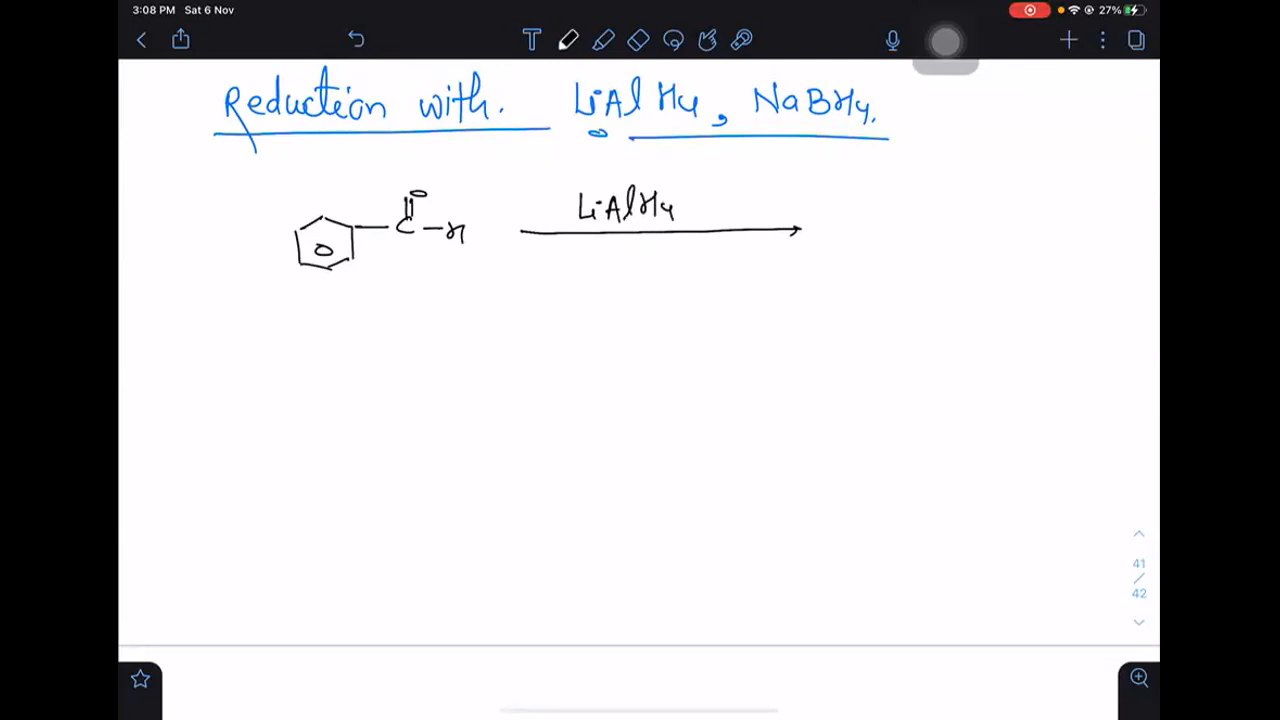 3:08 PM Sat 6 Nov 27%
T
Reduction with. LiAlH4, NaBH4.
O
C – H
LiAlH4
41
/
42